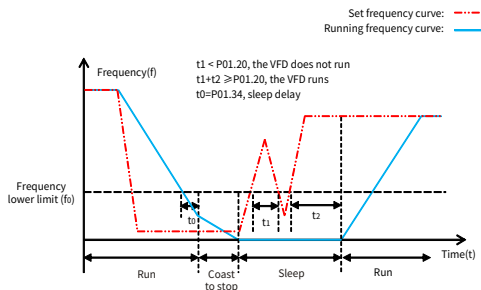 Set frequency curve:
Running frequency curve:
t1 < P01.20, the VFD does not run
t1+t2 ≥P01.20, the VFD runs
t0=P01.34, sleep delay
Frequency(f)
Frequency
lower limit (f0)
t0
t1
t2
Time(t)
Run
Coast
to stop
Sleep
Run